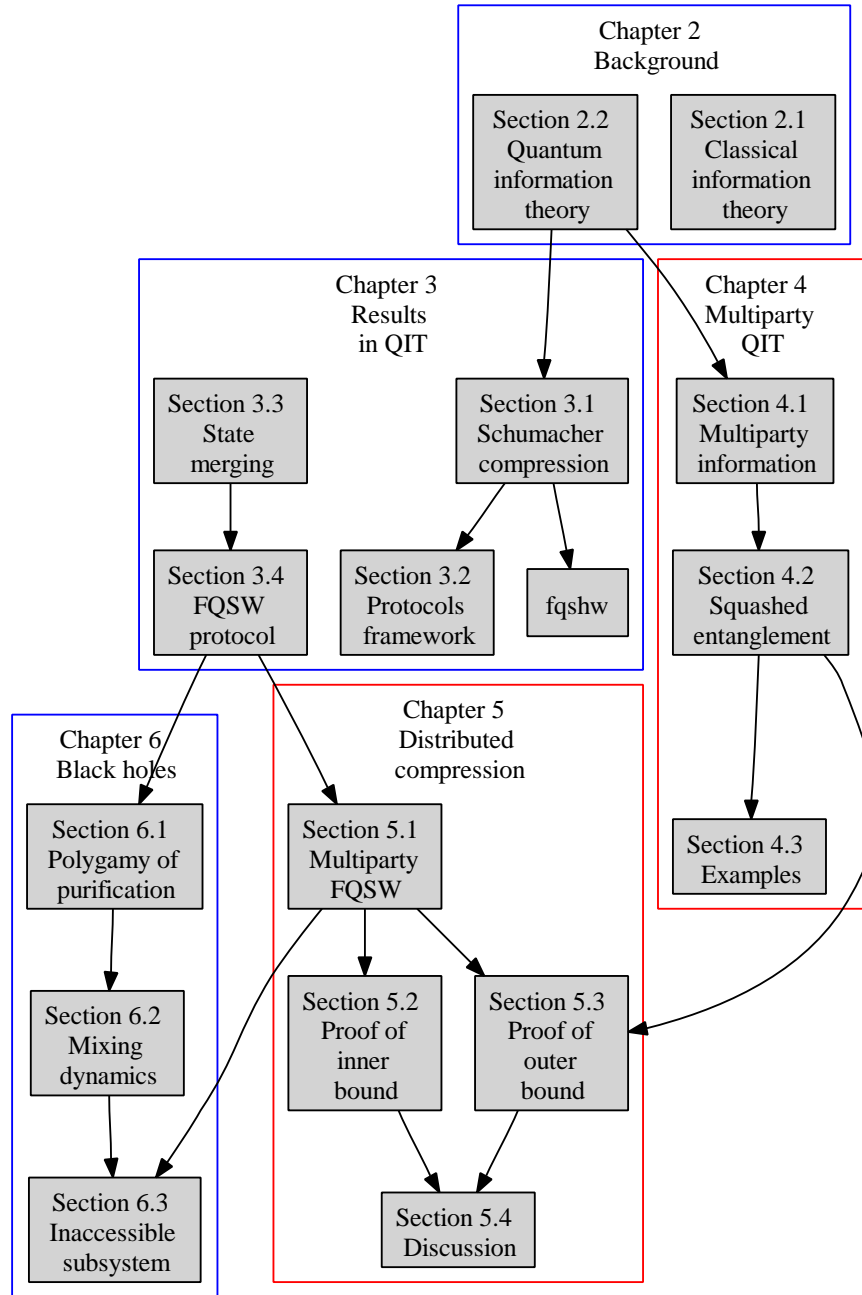 Chapter 2
Background
Section 2.2
Quantum
information
theory
Section 2.1
Classical
information
theory
Chapter 3
Results
in QIT
Chapter 4
Multiparty
QIT
Section 3.3
State
merging
Section 3.1
Schumacher
compression
Section 4.1
Multiparty
information
Section 3.4
FQSW
protocol
Section 3.2
Protocols
framework
fqshw
Section 4.2
Squashed
entanglement
Chapter 6
Black holes
Chapter 5
Distributed
compression
Section 6.1
Polygamy of
purification
Section 5.1
Multiparty
FQSW
Section 4.3
Examples
Section 6.2
Mixing
dynamics
Section 5.2
Proof of
inner
bound
Section 5.3
Proof of
outer
bound
Section 6.3
Inaccessible
subsystem
Section 5.4
Discussion